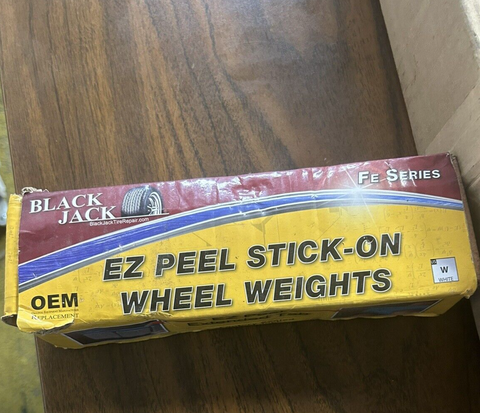 BLACK
JACK
BlackJackTireRepair.com
FE SERIES
EZ PEEL STICK-ON
WHEEL WEIGHTS
W
WHITE
OEM
REPLACEMENT